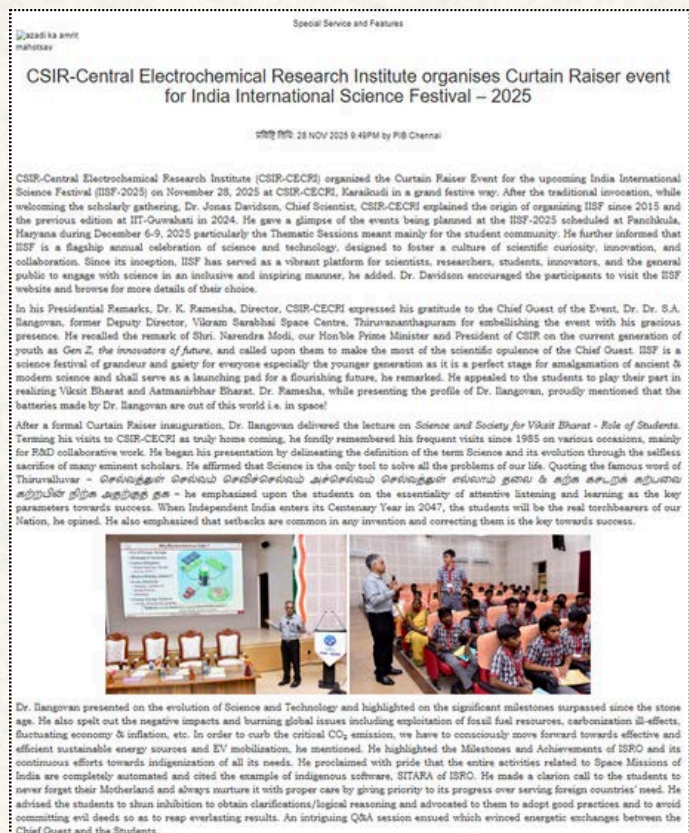 Special Service and Features
azadi ka amrit
mahotsav
CSIR-Central Electrochemical Research Institute organises Curtain Raiser event
for India International Science Festival – 2025
प्रविष्टि तिथि: 28 NOV 2025 9:49PM by PIB Chennai
CSIR-Central Electrochemical Research Institute (CSIR-CECRI) organized the Curtain Raiser Event for the upcoming India International
Science Festival (IISF-2025) on November 28, 2025 at CSIR-CECRI, Karaikudi in a grand festive way. After the traditional invocation, while
welcoming the scholarly gathering, Dr. Jonas Davidson, Chief Scientist, CSIR-CECRI explained the origin of organizing IISF since 2015 and
the previous edition at IIT-Guwahati in 2024. He gave a glimpse of the events being planned at the IISF-2025 scheduled at Panchkula,
Haryana during December 6-9, 2025 particularly the Thematic Sessions meant mainly for the student community. He further informed that
IISF is a flagship annual celebration of science and technology, designed to foster a culture of scientific curiosity, innovation, and
collaboration. Since its inception, IISF has served as a vibrant platform for scientists, researchers, students, innovators, and the general
public to engage with science in an inclusive and inspiring manner, he added. Dr. Davidson encouraged the participants to visit the IISF
website and browse for more details of their choice.
In his Presidential Remarks, Dr. K. Ramesha, Director, CSIR-CECRI expressed his gratitude to the Chief Guest of the Event, Dr. Dr. S.A.
Ilangovan, former Deputy Director, Vikram Sarabhai Space Centre, Thiruvananthapuram for embellishing the event with his gracious
presence. He recalled the remark of Shri. Narendra Modi, our Hon'ble Prime Minister and President of CSIR on the current generation of
youth as Gen Z, the innovators of future, and called upon them to make the most of the scientific opulence of the Chief Guest. IISF is a
science festival of grandeur and gaiety for everyone especially the younger generation as it is a perfect stage for amalgamation of ancient &
modern science and shall serve as a launching pad for a flourishing future, he remarked. He appealed to the students to play their part in
realizing Viksit Bharat and Aatmanirbhar Bharat. Dr. Ramesha, while presenting the profile of Dr. Ilangovan, proudly mentioned that the
batteries made by Dr. Ilangovan are out of this world i.e. in space!
After a formal Curtain Raiser inauguration, Dr. Ilangovan delivered the lecture on Science and Society for Viksit Bharat - Role of Students.
Terming his visits to CSIR-CECRI as truly home coming, he fondly remembered his frequent visits since 1985 on various occasions, mainly
for R&D collaborative work. He began his presentation by delineating the definition of the term Science and its evolution through the selfless
sacrifice of many eminent scholars. He affirmed that Science is the only tool to solve all the problems of our life. Quoting the famous word of
Thiruvalluvar – செல்வத்துள் செல்வம் செவிச்செல்வம் அச்செல்வம் செல்வத்துள் எல்லாம் தலை & கற்க கசடறக் கற்பவை
கற்றபின் நிற்க அதற்குத் தக – he emphasized upon the students on the essentiality of attentive listening and learning as the key
parameters towards success. When Independent India enters its Centenary Year in 2047, the students will be the real torchbearers of our
Nation, he opined. He also emphasized that setbacks are common in any invention and correcting them is the key towards success.
Dr. Ilangovan presented on the evolution of Science and Technology and highlighted on the significant milestones surpassed since the stone
age. He also spelt out the negative impacts and burning global issues including exploitation of fossil fuel resources, carbonization ill-effects,
fluctuating economy & inflation, etc. In order to curb the critical CO₂ emission, we have to consciously move forward towards effective and
efficient sustainable energy sources and EV mobilization, he mentioned. He highlighted the Milestones and Achievements of ISRO and its
continuous efforts towards indigenization of all its needs. He proclaimed with pride that the entire activities related to Space Missions of
India are completely automated and cited the example of indigenous software, SITARA of ISRO. He made a clarion call to the students to
never forget their Motherland and always nurture it with proper care by giving priority to its progress over serving foreign countries' need. He
advised the students to shun inhibition to obtain clarifications/logical reasoning and advocated to them to adopt good practices and to avoid
committing evil deeds so as to reap everlasting results. An intriguing Q&A session ensued which evinced energetic exchanges between the
Chief Guest and the Students.